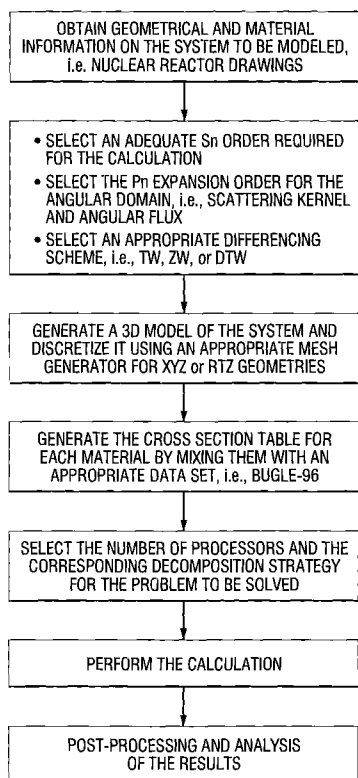 OBTAIN GEOMETRICAL AND MATERIAL
INFORMATION ON THE SYSTEM TO BE MODELED,
i.e. NUCLEAR REACTOR DRAWINGS
• SELECT AN ADEQUATE Sn ORDER REQUIRED
FOR THE CALCULATION
• SELECT THE Pn EXPANSION ORDER FOR THE
ANGULAR DOMAIN, i.e., SCATTERING KERNEL
AND ANGULAR FLUX
• SELECT AN APPROPRIATE DIFFERENCING
SCHEME, i.e., TW, ZW, or DTW
GENERATE A 3D MODEL OF THE SYSTEM AND
DISCRETIZE IT USING AN APPROPRIATE MESH
GENERATOR FOR XYZ or RTZ GEOMETRIES
GENERATE THE CROSS SECTION TABLE FOR
EACH MATERIAL BY MIXING THEM WITH AN
APPROPRIATE DATA SET, i.e., BUGLE-96
SELECT THE NUMBER OF PROCESSORS AND THE
CORRESPONDING DECOMPOSITION STRATEGY
FOR THE PROBLEM TO BE SOLVED
PERFORM THE CALCULATION
POST-PROCESSING AND ANALYSIS
OF THE RESULTS